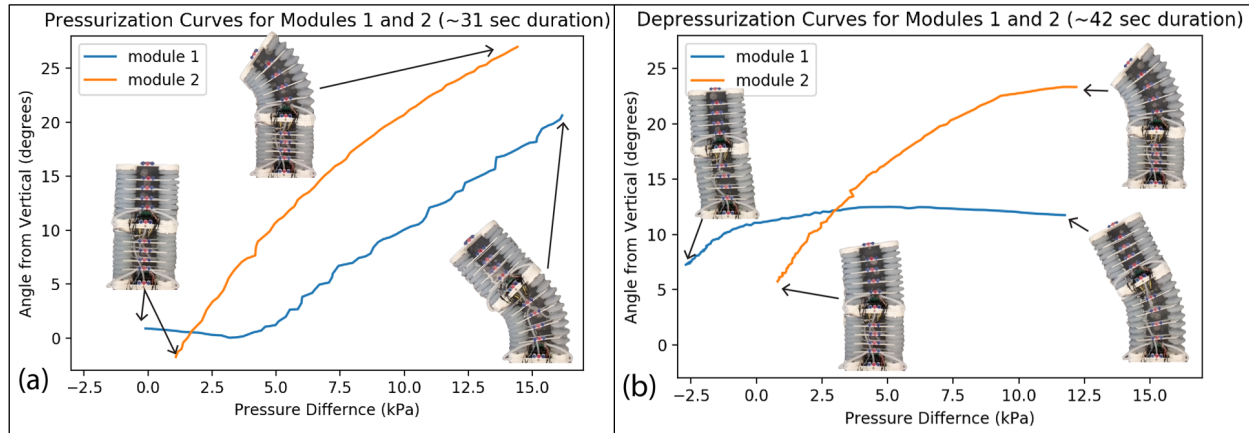 Pressurization Curves for Modules 1 and 2 (~31 sec duration)
module 1
module 2
Angle from Vertical (degrees)
25
20
15
10
5
0
−2.5 0.0 2.5 5.0 7.5 10.0 12.5 15.0
Pressure Differnce (kPa)
(a)
Depressurization Curves for Modules 1 and 2 (~42 sec duration)
module 1
module 2
Angle from Vertical (degrees)
25
20
15
10
5
0
−2.5 0.0 2.5 5.0 7.5 10.0 12.5 15.0
Pressure Differnce (kPa)
(b)